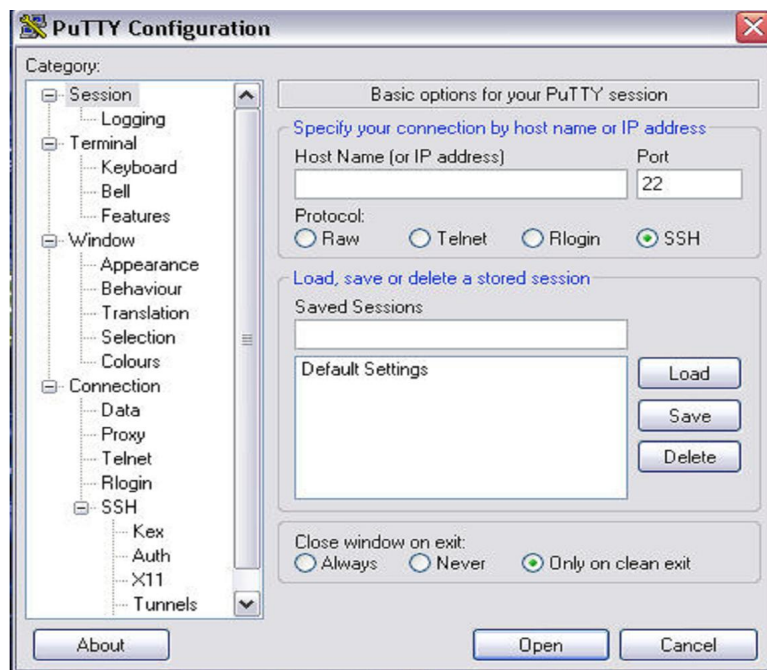 PuTTY Configuration
Category:
Session
Logging
Terminal
Keyboard
Bell
Features
Window
Appearance
Behaviour
Translation
Selection
Colours
Connection
Data
Proxy
Telnet
Rlogin
SSH
Kex
Auth
X11
Tunnels
Basic options for your PuTTY session
Specify your connection by host name or IP address
Host Name (or IP address) Port
22
Protocol:
Raw Telnet Rlogin SSH
Load, save or delete a stored session
Saved Sessions
Default Settings
Load
Save
Delete
Close window on exit:
Always Never Only on clean exit
About Open Cancel